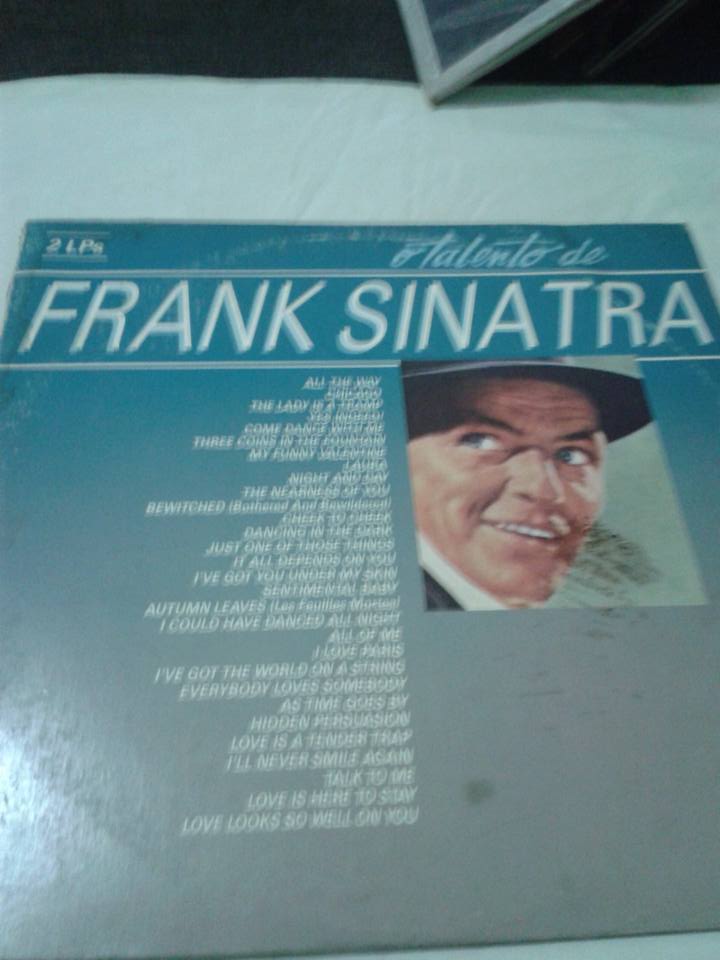 2 LPs
o talento de
FRANK SINATRA
ALL THE WAY
CHICAGO
THE LADY IS A TRAMP
YES INDEED!
COME DANCE WITH ME
THREE COINS IN THE FOUNTAIN
MY FUNNY VALENTINE
LAURA
NIGHT AND DAY
THE NEARNESS OF YOU
BEWITCHED (Bothered And Bewildered)
CHEEK TO CHEEK
DANCING IN THE DARK
JUST ONE OF THOSE THINGS
IT ALL DEPENDS ON YOU
I'VE GOT YOU UNDER MY SKIN
SENTIMENTAL BABY
AUTUMN LEAVES (Les Feuilles Mortes)
I COULD HAVE DANCED ALL NIGHT
ALL OF ME
I LOVE PARIS
I'VE GOT THE WORLD ON A STRING
EVERYBODY LOVES SOMEBODY
AS TIME GOES BY
HIDDEN PERSUASION
LOVE IS A TENDER TRAP
I'LL NEVER SMILE AGAIN
TALK TO ME
LOVE IS HERE TO STAY
LOVE LOOKS SO WELL ON YOU